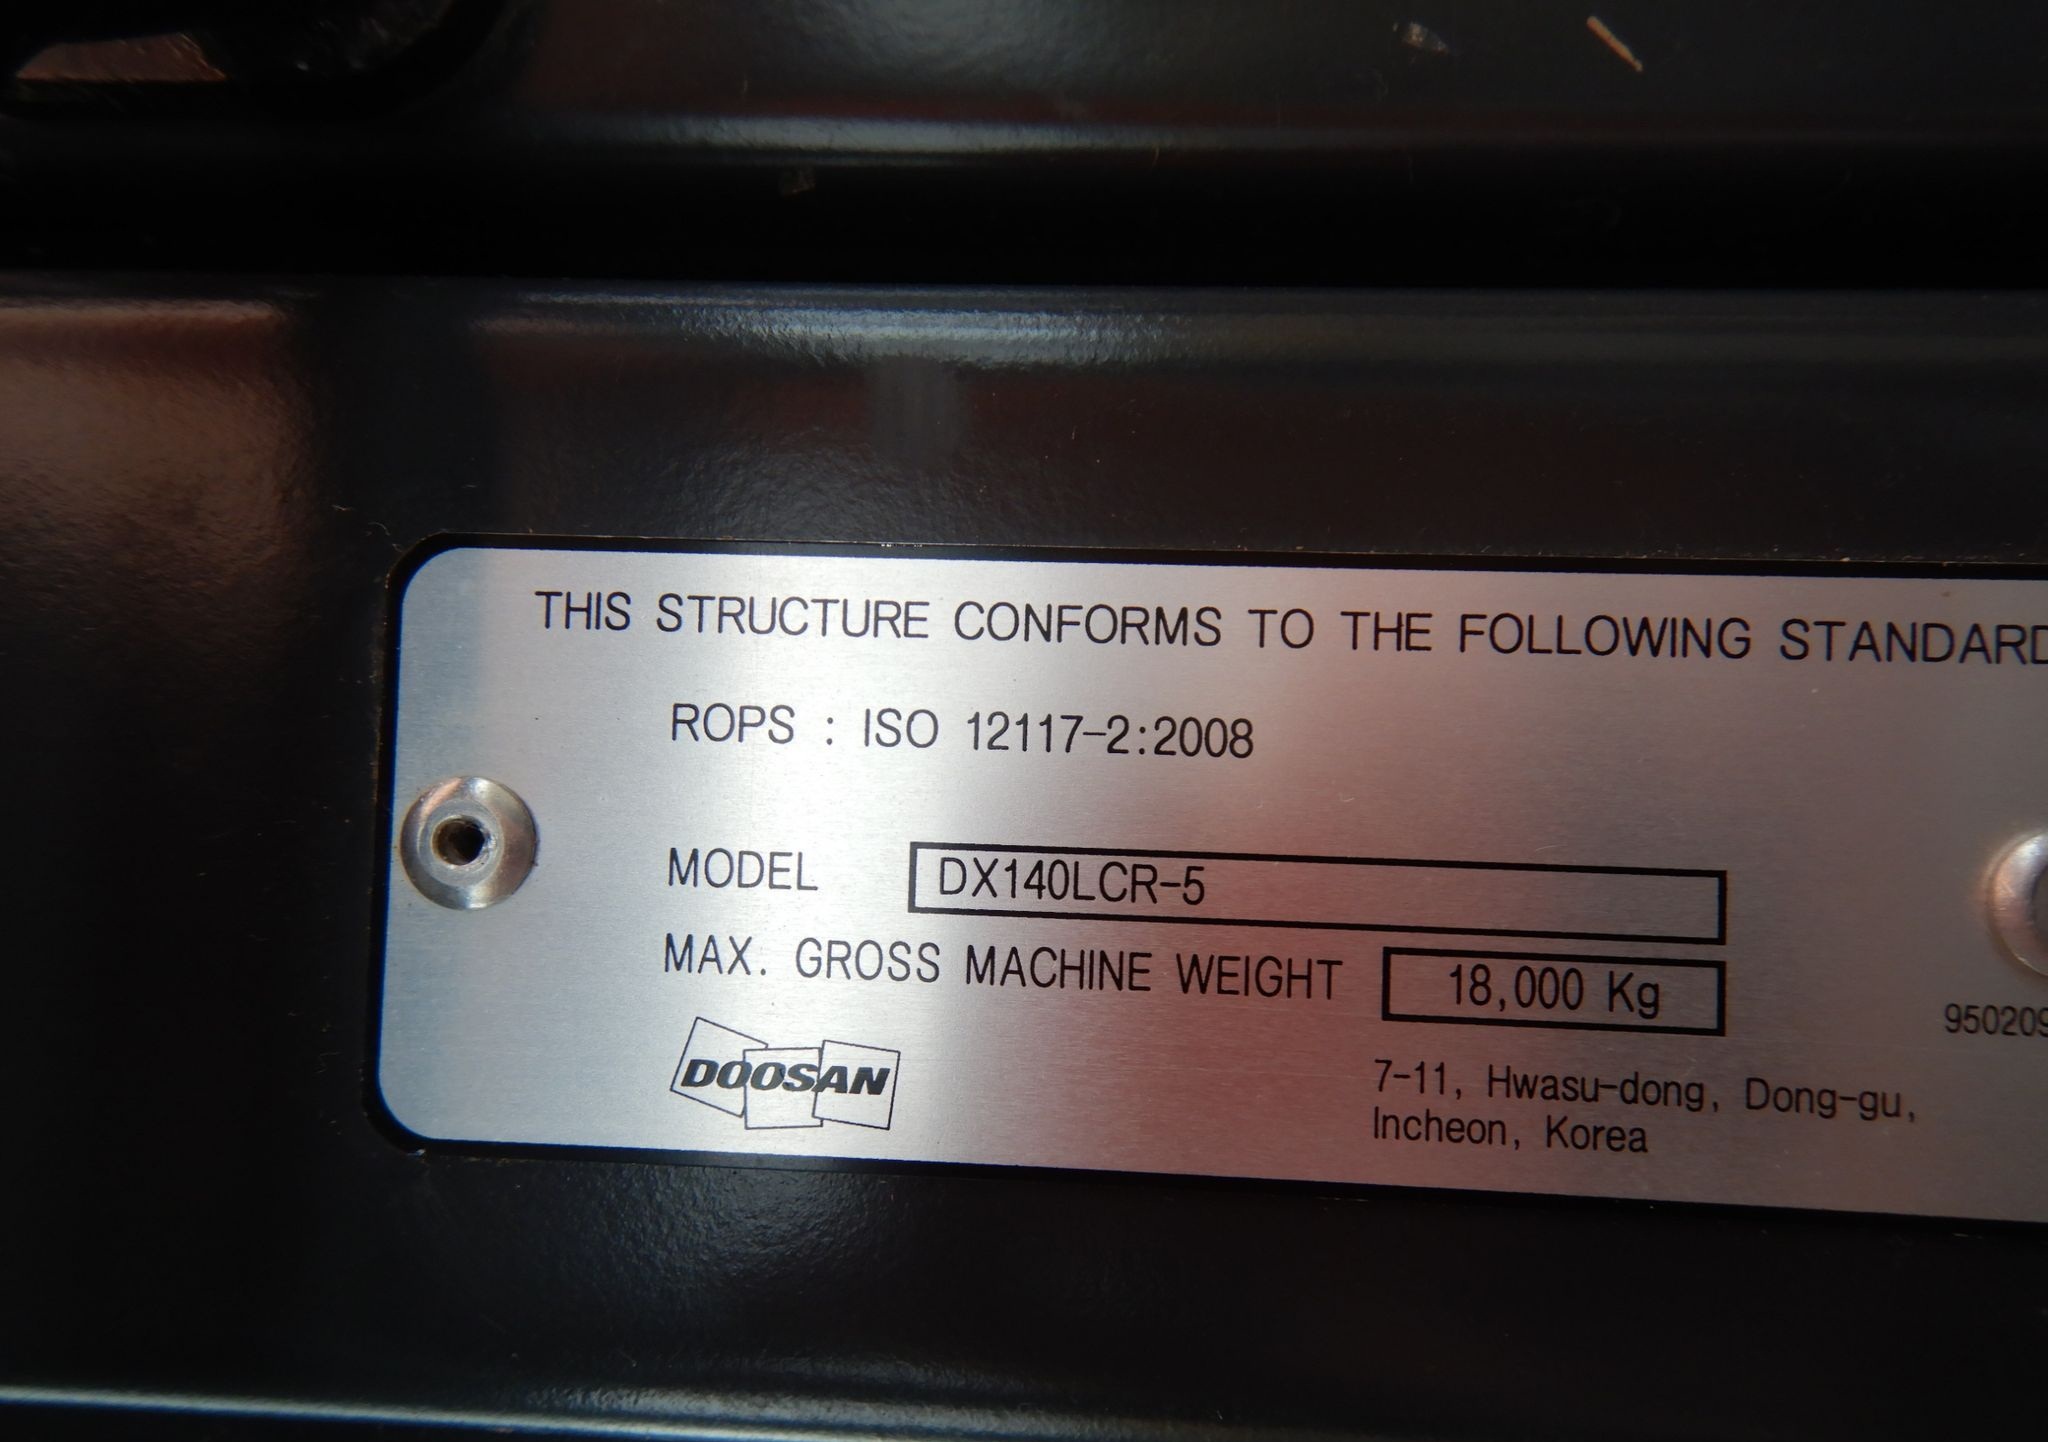 THIS STRUCTURE CONFORMS TO THE FOLLOWING STANDARD
ROPS : ISO 12117-2:2008
MODEL DX140LCR-5
MAX. GROSS MACHINE WEIGHT 18,000 Kg
950209
DOOSAN
7-11, Hwasu-dong, Dong-gu,
Incheon, Korea